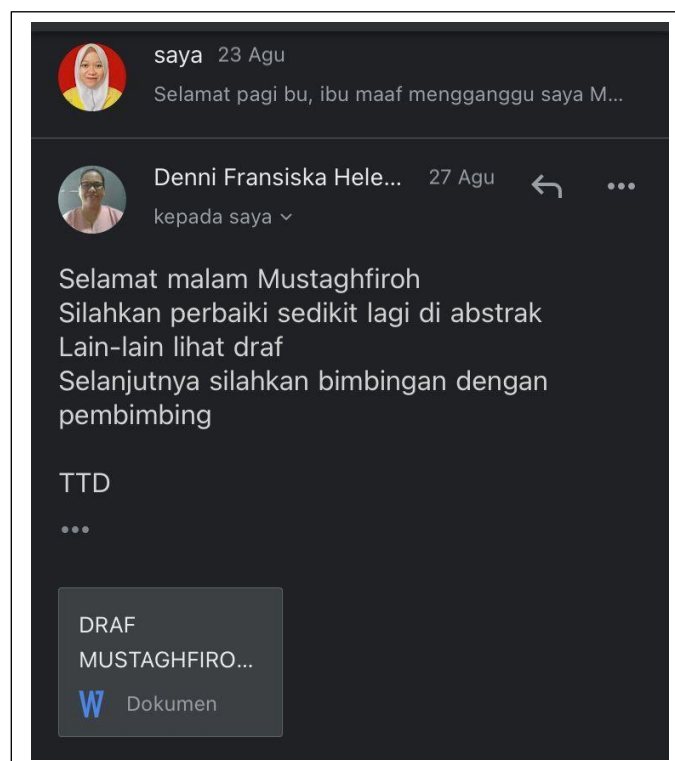 saya 23 Agu
Selamat pagi bu, ibu maaf mengganggu saya M...
Denni Fransiska Hele... 27 Agu
kepada saya
Selamat malam Mustaghfiroh
Silahkan perbaiki sedikit lagi di abstrak
Lain-lain lihat draf
Selanjutnya silahkan bimbingan dengan
pembimbing
TTD
DRAF
MUSTAGHFIRO...
W Dokumen